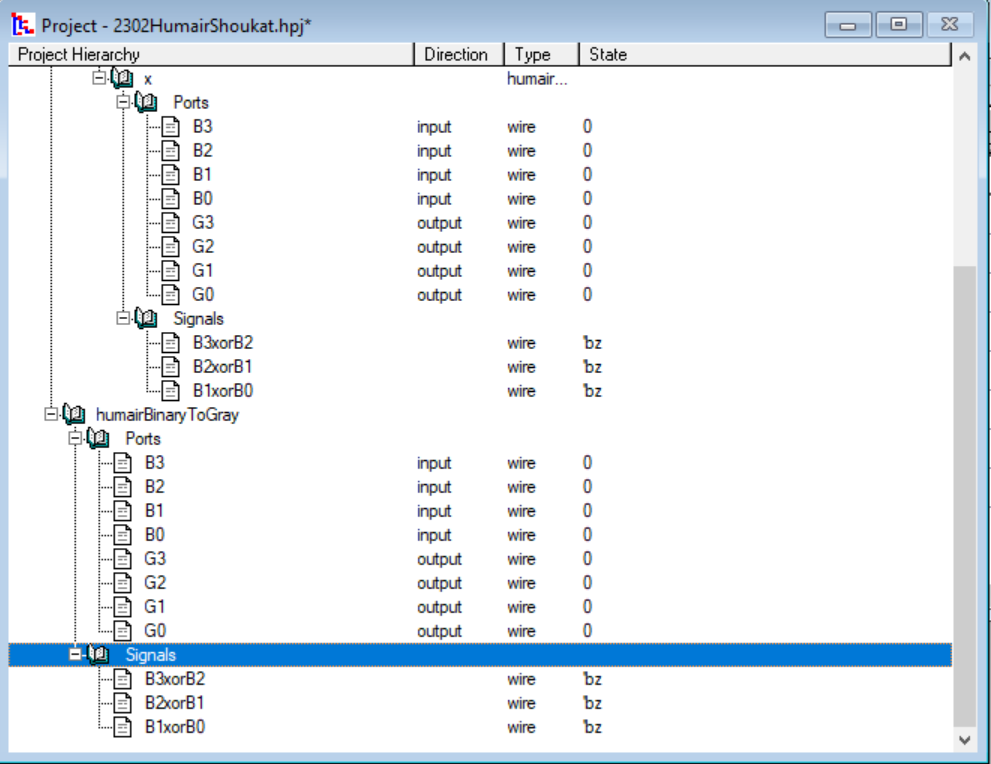 Project - 2302HumairShoukat.hpj*
Project Hierarchy Direction Type State
x humair...
Ports
B3 input wire 0
B2 input wire 0
B1 input wire 0
B0 input wire 0
G3 output wire 0
G2 output wire 0
G1 output wire 0
G0 output wire 0
Signals
B3xorB2 wire 'bz
B2xorB1 wire 'bz
B1xorB0 wire 'bz
humairBinaryToGray
Ports
B3 input wire 0
B2 input wire 0
B1 input wire 0
B0 input wire 0
G3 output wire 0
G2 output wire 0
G1 output wire 0
G0 output wire 0
Signals
B3xorB2 wire 'bz
B2xorB1 wire 'bz
B1xorB0 wire 'bz